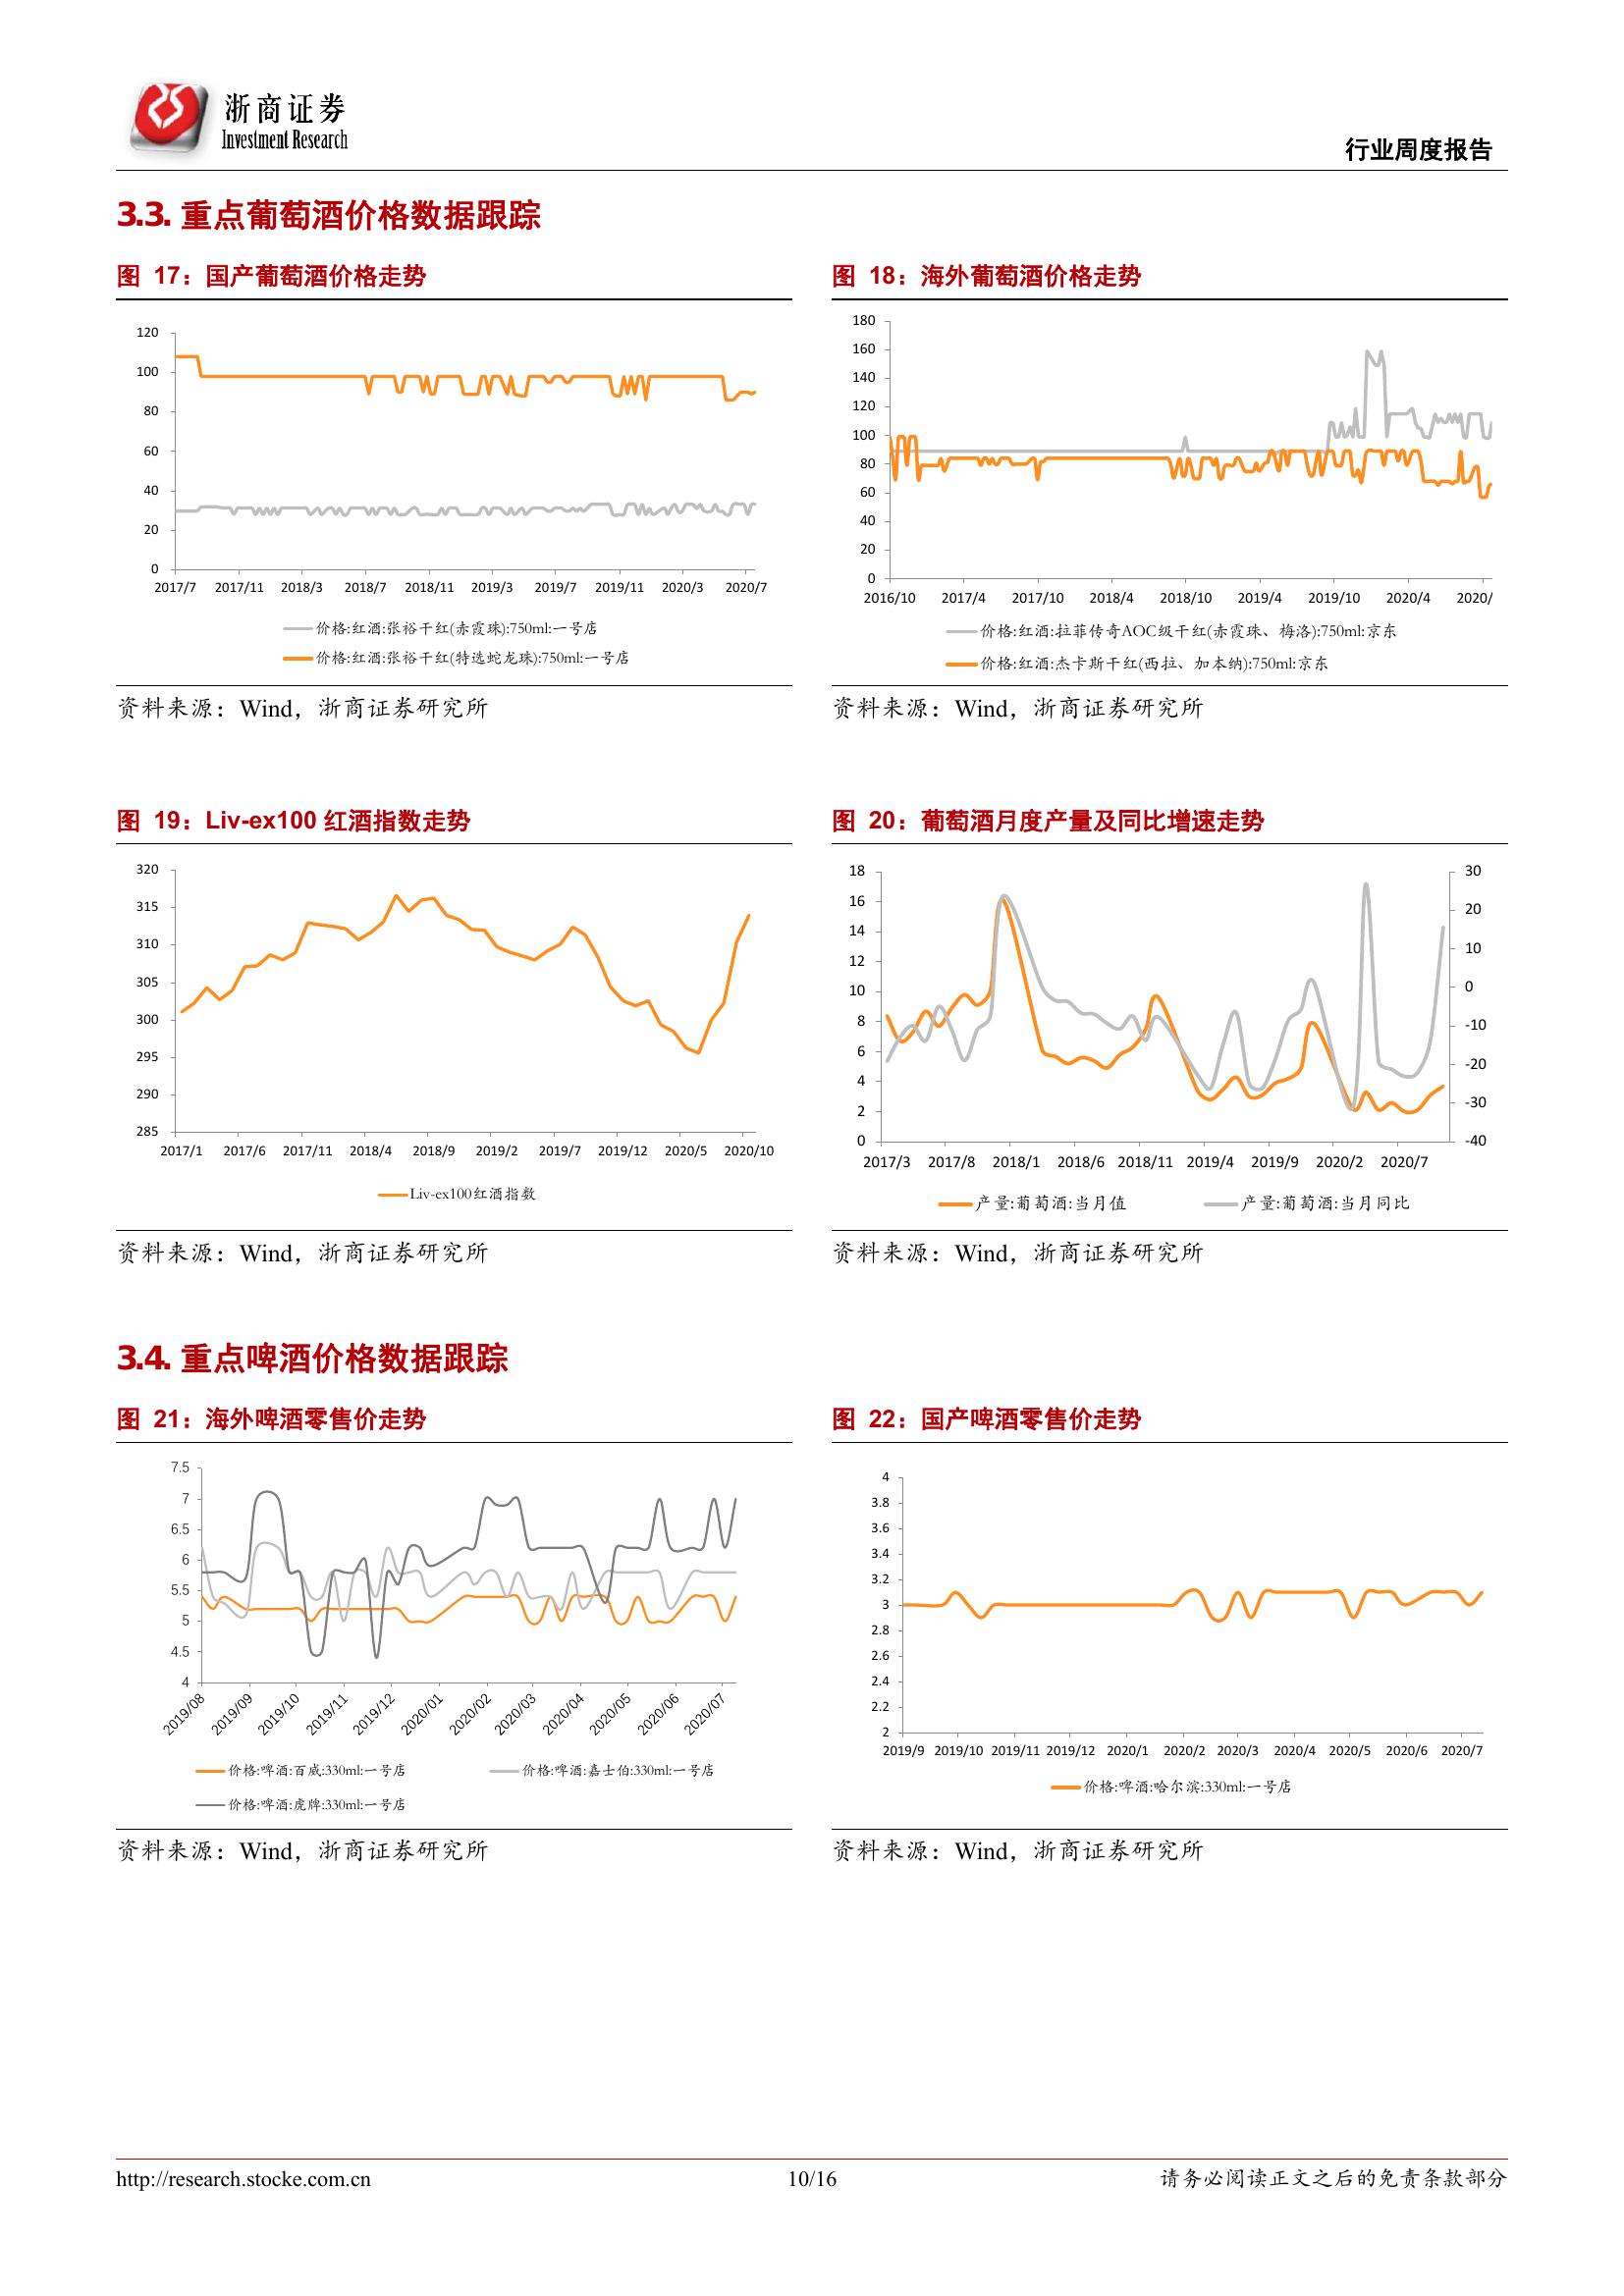 浙商证券
Investment Research
行业周度报告
3.3. 重点葡萄酒价格数据跟踪
图 17：国产葡萄酒价格走势
120
100
80
60
40
20
0
2017/7 2017/11 2018/3 2018/7 2018/11 2019/3 2019/7 2019/11 2020/3 2020/7
价格:红酒:张裕干红(赤霞珠):750ml:一号店
价格:红酒:张裕干红(特选蛇龙珠):750ml:一号店
资料来源：Wind，浙商证券研究所
图 18：海外葡萄酒价格走势
180
160
140
120
100
80
60
40
20
0
2016/10 2017/4 2017/10 2018/4 2018/10 2019/4 2019/10 2020/4 2020/
价格:红酒:拉菲传奇AOC级干红(赤霞珠、梅洛):750ml:京东
价格:红酒:杰卡斯干红(西拉、加本纳):750ml:京东
资料来源：Wind，浙商证券研究所
图 19：Liv-ex100 红酒指数走势
320
315
310
305
300
295
290
285
2017/1 2017/6 2017/11 2018/4 2018/9 2019/2 2019/7 2019/12 2020/5 2020/10
Liv-ex100红酒指数
资料来源：Wind，浙商证券研究所
图 20：葡萄酒月度产量及同比增速走势
18
16
14
12
10
8
6
4
2
0
30
20
10
0
-10
-20
-30
-40
2017/3 2017/8 2018/1 2018/6 2018/11 2019/4 2019/9 2020/2 2020/7
产量:葡萄酒:当月值 产量:葡萄酒:当月同比
资料来源：Wind，浙商证券研究所
3.4. 重点啤酒价格数据跟踪
图 21：海外啤酒零售价走势
7.5
7
6.5
6
5.5
5
4.5
4
2019/08 2019/09 2019/10 2019/11 2019/12 2020/01 2020/02 2020/03 2020/04 2020/05 2020/06 2020/07
价格:啤酒:百威:330ml:一号店 价格:啤酒:嘉士伯:330ml:一号店
价格:啤酒:虎牌:330ml:一号店
资料来源：Wind，浙商证券研究所
图 22：国产啤酒零售价走势
4
3.8
3.6
3.4
3.2
3
2.8
2.6
2.4
2.2
2
2019/9 2019/10 2019/11 2019/12 2020/1 2020/2 2020/3 2020/4 2020/5 2020/6 2020/7
价格:啤酒:哈尔滨:330ml:一号店
资料来源：Wind，浙商证券研究所
http://research.stocke.com.cn 10/16 请务必阅读正文之后的免责条款部分